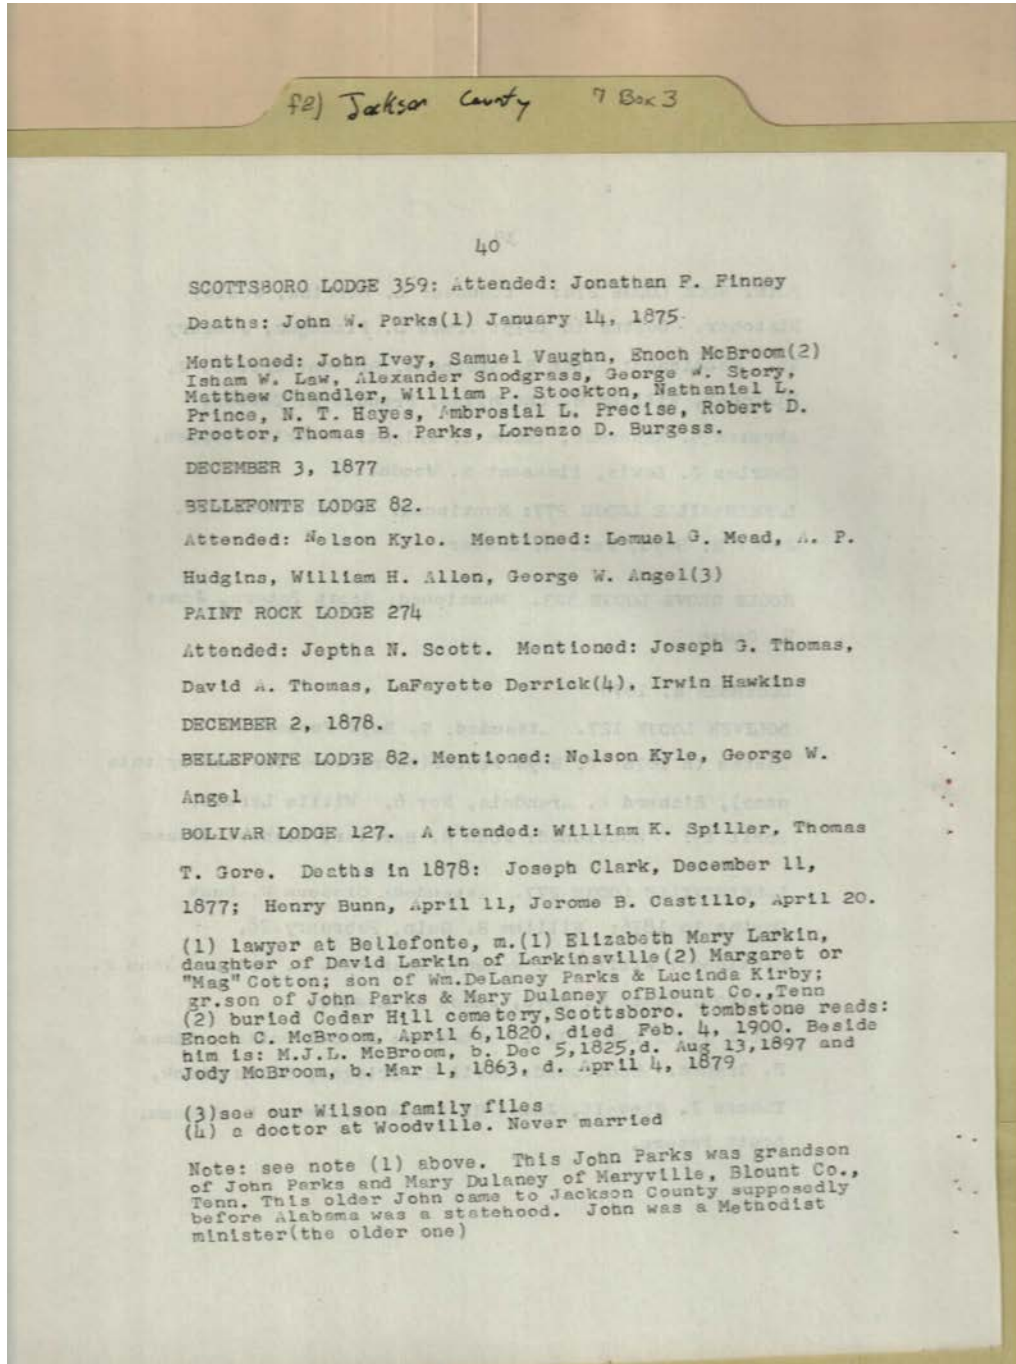 f2) Jackson County 7 Box 3
40
SCOTTSBORO LODGE 359: Attended: Jonathan F. Finney
Deaths: John W. Parks(1) January 14, 1875
Mentioned: John Ivey, Samuel Vaughn, Enoch McBroom(2)
Isham W. Law, Alexander Snodgrass, George W. Story,
Matthew Chandler, William P. Stockton, Nathaniel L.
Prince, N. T. Hayes, Ambrosial L. Precise, Robert D.
Proctor, Thomas B. Parks, Lorenzo D. Burgess.
DECEMBER 3, 1877
BELLEFONTE LODGE 82.
Attended: Nelson Kyle. Mentioned: Lemuel G. Mead, A. P.
Hudgins, William H. Allen, George W. Angel(3)
PAINT ROCK LODGE 274
Attended: Jeptha N. Scott. Mentioned: Joseph G. Thomas,
David A. Thomas, LaFayette Derrick(4), Irwin Hawkins
DECEMBER 2, 1878.
BELLEFONTE LODGE 82. Mentioned: Nelson Kyle, George W.
Angel
BOLIVAR LODGE 127. A ttended: William K. Spiller, Thomas
T. Gore. Deaths in 1878: Joseph Clark, December 11,
1877; Henry Bunn, April 11, Jerome B. Castillo, April 20.
(1) lawyer at Bellefonte, m.(1) Elizabeth Mary Larkin,
daughter of David Larkin of Larkinsville(2) Margaret or
"Mag" Cotton; son of Wm.DeLaney Parks & Lucinda Kirby;
gr.son of John Parks & Mary Dulaney ofBlount Co.,Tenn
(2) buried Cedar Hill cemetery,Scottsboro. tombstone reads:
Enoch C. McBroom, April 6,1820, died Feb. 4, 1900. Beside
him is: M.J.L. McBroom, b. Dec 5,1825,d. Aug 13,1897 and
Jody McBroom, b. Mar 1, 1863, d. April 4, 1879
(3)see our Wilson family files
(4) a doctor at Woodville. Never married
Note: see note (1) above. This John Parks was grandson
of John Parks and Mary Dulaney of Maryville, Blount Co.,
Tenn. This older John came to Jackson County supposedly
before Alabama was a statehood. John was a Methodist
minister(the older one)